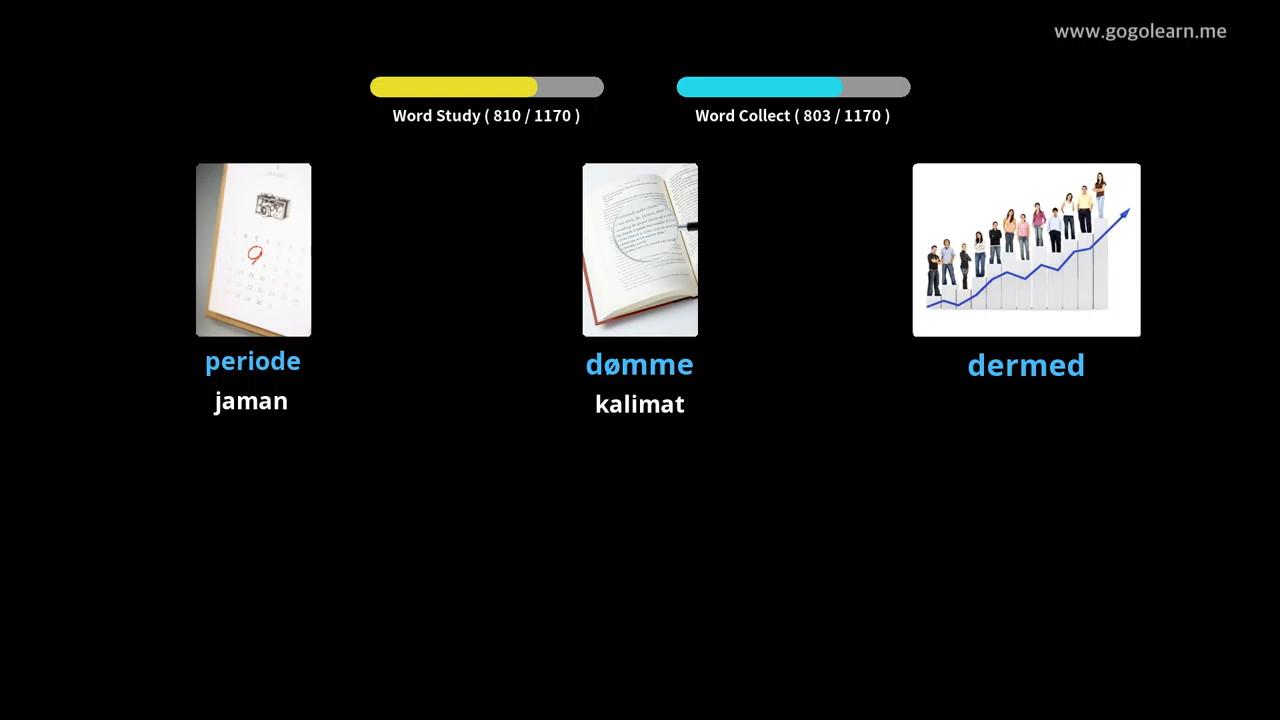 www.gogolearn.me
Word Study ( 810 / 1170 )
Word Collect ( 803 / 1170 )
periode
jaman
dømme
kalimat
dermed